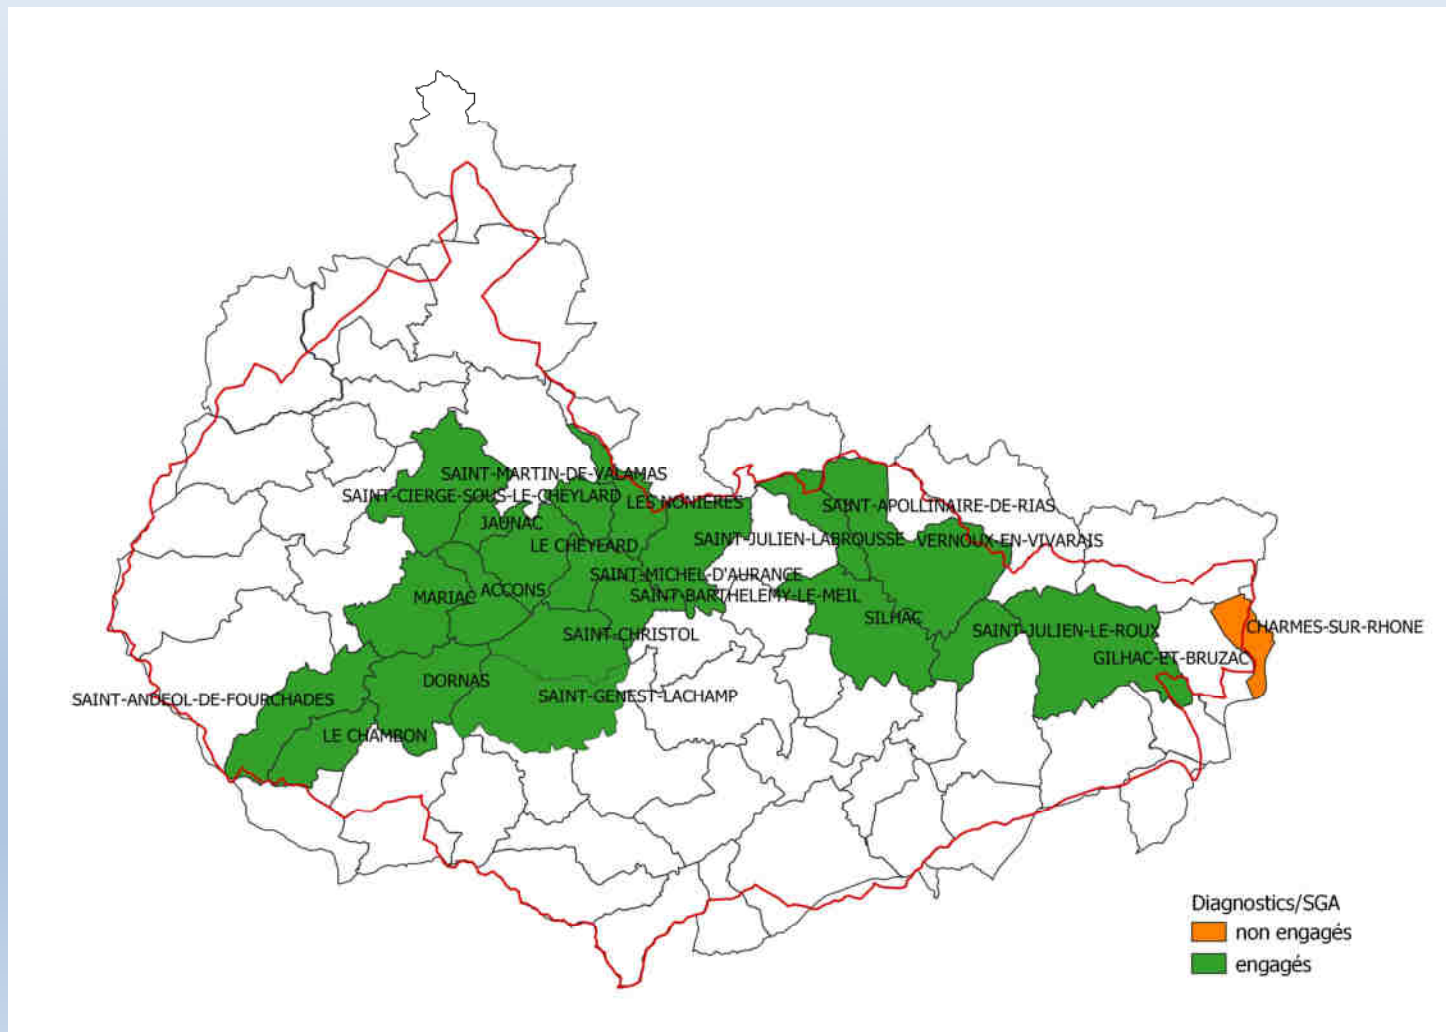 SAINT-MARTIN-DE-VALAMAS
SAINT-CIERGE-SOUS-LE-CHEYLARD
LES NONIERES
SAINT-APOLLINAIRE-DE-RIAS
JAUNAC
LE CHEYLARD
SAINT-JULIEN-LABROUSSE
VERNOUX-EN-VIVARAIS
SAINT-MICHEL-D'AURANCE
ACCONS
MARIAC
SAINT-BARTHELEMY-LE-MEIL
SILHAC
SAINT-CHRISTOL
SAINT-JULIEN-LE-ROUX
CHARMES-SUR-RHONE
GILHAC-ET-BRUZAC
DORNAS
SAINT-GENEST-LACHAMP
SAINT-ANDEOL-DE-FOURCHADES
LE CHAMBON
Diagnostics/SGA
non engagés
engagés